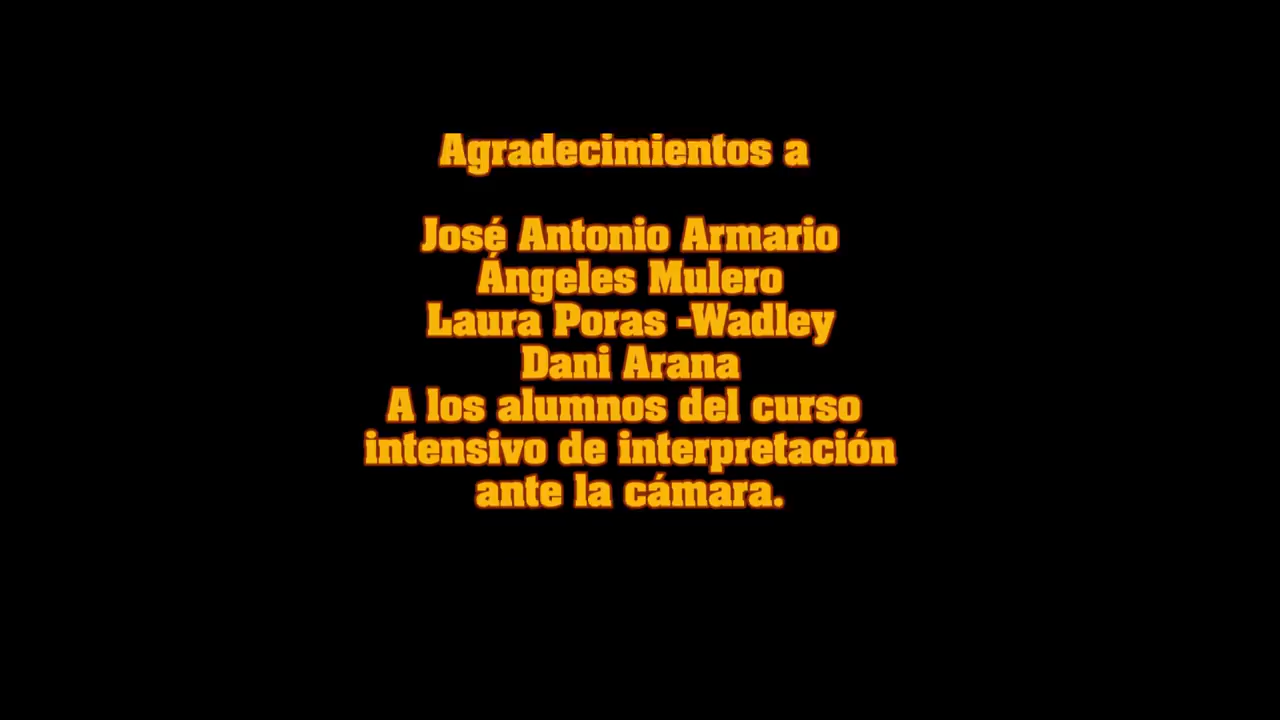 Agradecimientos a
José Antonio Armario
Ángeles Mulero
Laura Poras -Wadley
Dani Arana
A los alumnos del curso
intensivo de interpretación
ante la cámara.